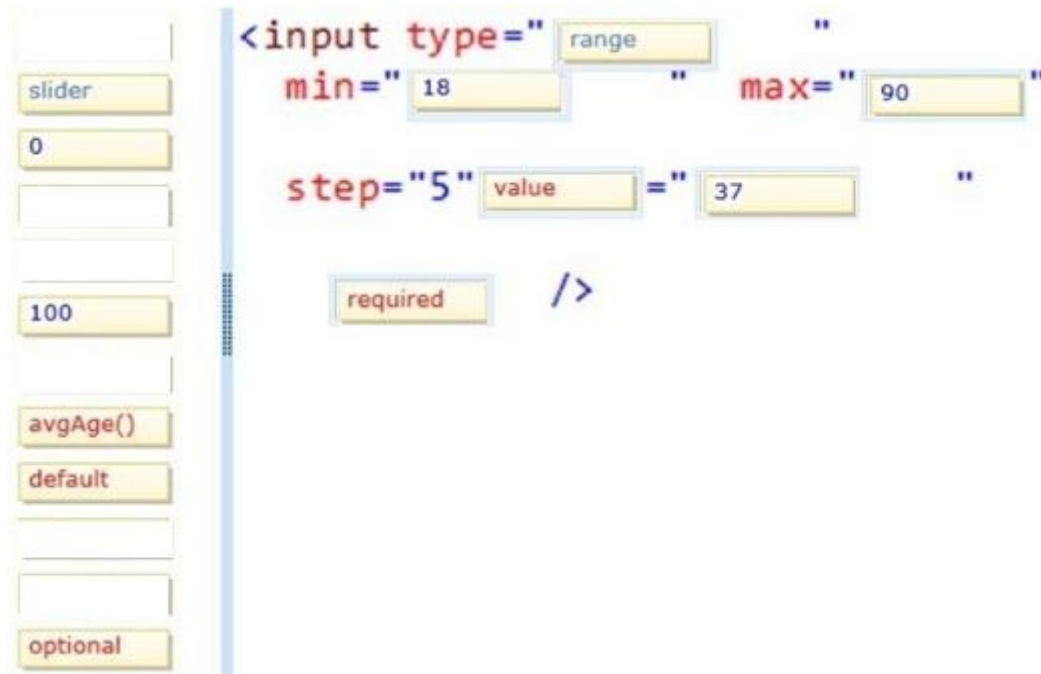 slider
0
100
avgAge()
default
optional
<input type="range"
min="18" max="90"
step="5" value="37"
required />